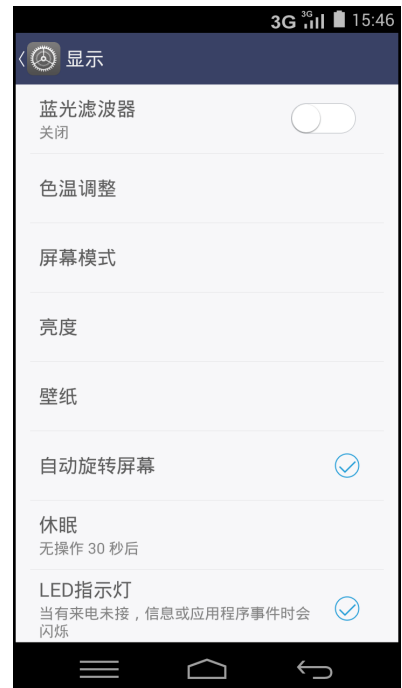 3G 3G 15:46
显示
蓝光滤波器
关闭
色温调整
屏幕模式
亮度
壁纸
自动旋转屏幕
休眠
无操作 30 秒后
LED指示灯
当有来电未接，信息或应用程序事件时会
闪烁